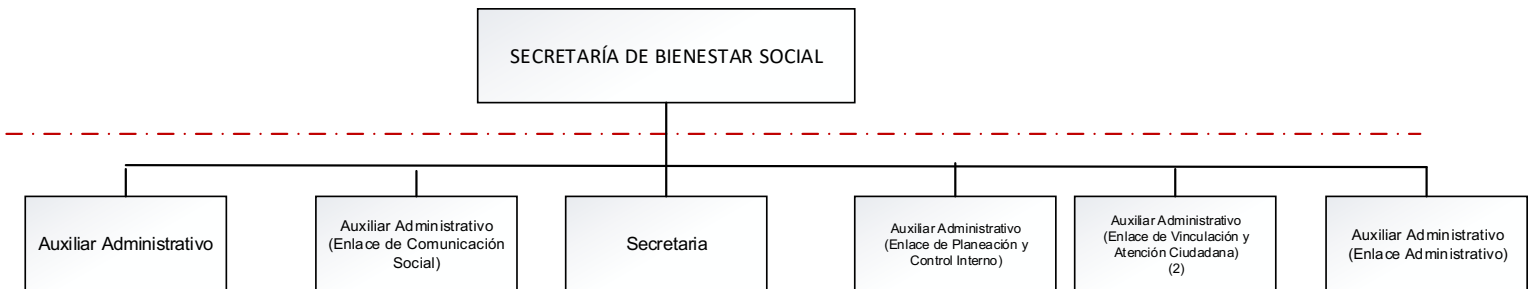 SECRETARÍA DE BIENESTAR SOCIAL
Auxiliar Administrativo
Auxiliar Administrativo
(Enlace de Comunicación
Social)
Secretaria
Auxiliar Administrativo
(Enlace de Planeación y
Control Interno)
Auxiliar Administrativo
(Enlace de Vinculación y
Atención Ciudadana)
(2)
Auxiliar Administrativo
(Enlace Administrativo)